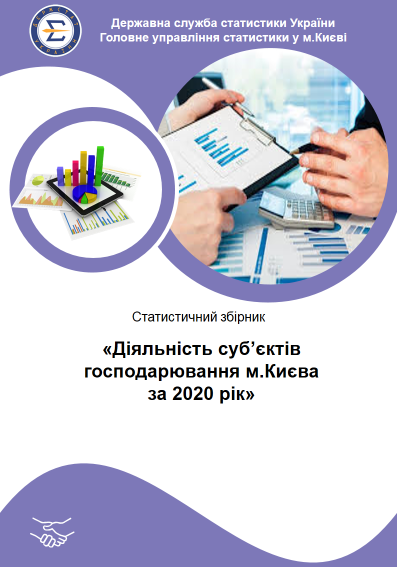 Державна служба статистики України
Головне управління статистики у м.Києві
Статистичний збірник
«Діяльність суб’єктів
господарювання м.Києва
за 2020 рік»